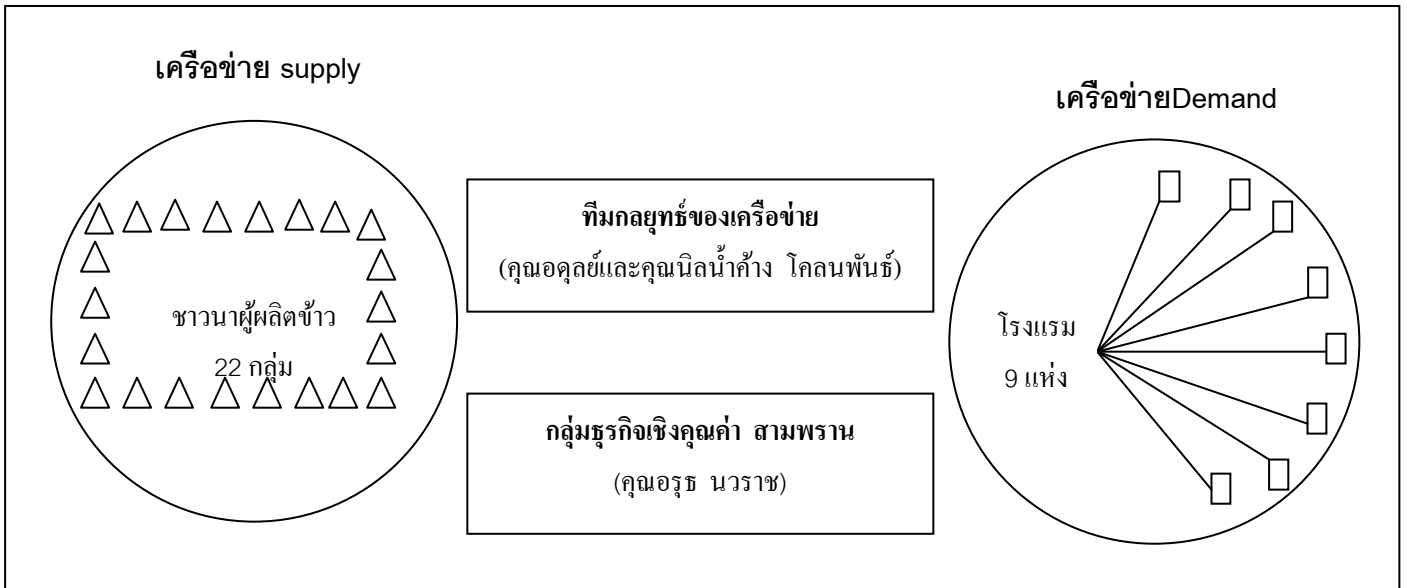 เครือข่าย supply
ชาวนาผู้ผลิตข้าว
22 กลุ่ม
ทีมกลยุทธ์ของเครือข่าย
(คุณอดุลย์และคุณนิลน้ำค้าง โคลนพันธ์)
กลุ่มธุรกิจเชิงคุณค่า สามพราน
(คุณอรุธ นวราช)
เครือข่ายDemand
โรงแรม
9 แห่ง